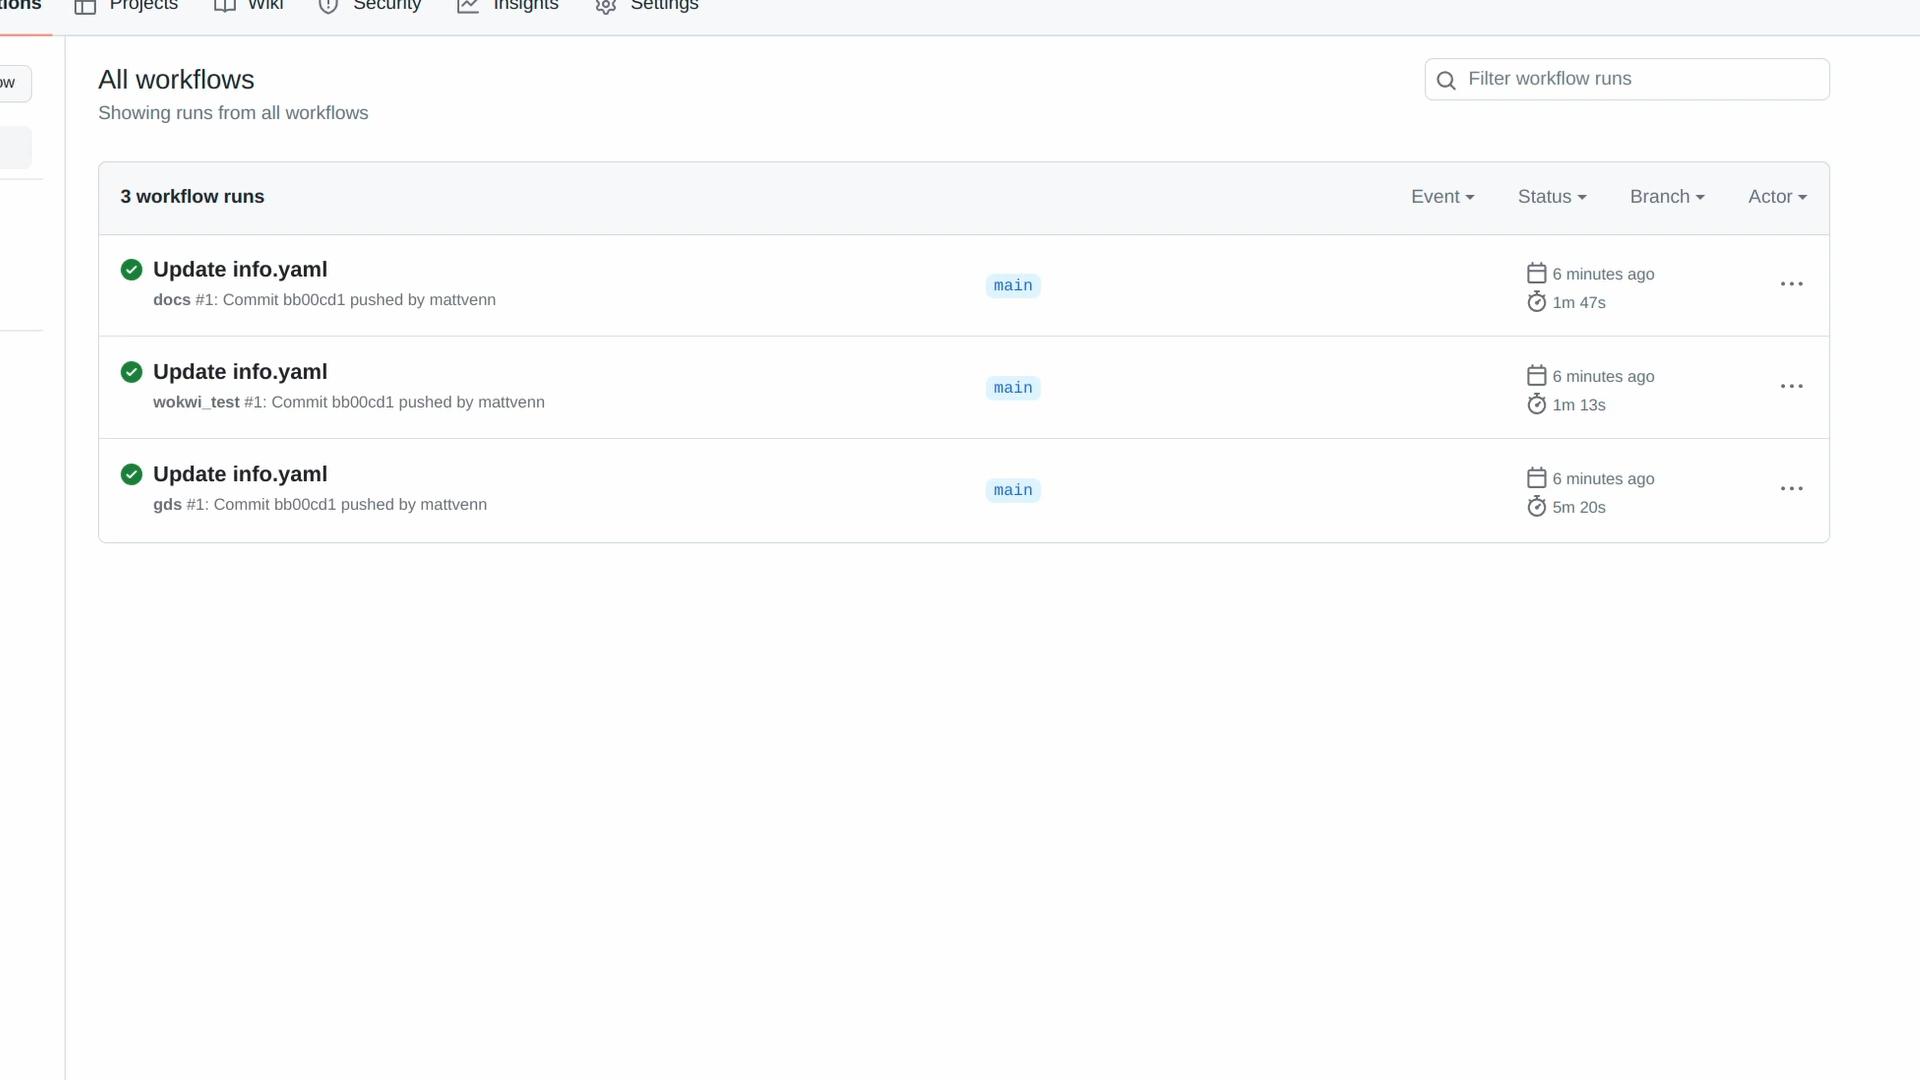 tions Projects Wiki Security Insights Settings
ow
All workflows
Filter workflow runs
Showing runs from all workflows
3 workflow runs
Event Status Branch Actor
Update info.yaml
docs #1: Commit bb00cd1 pushed by mattvenn
main
6 minutes ago
1m 47s
Update info.yaml
wokwi_test #1: Commit bb00cd1 pushed by mattvenn
main
6 minutes ago
1m 13s
Update info.yaml
gds #1: Commit bb00cd1 pushed by mattvenn
main
6 minutes ago
5m 20s